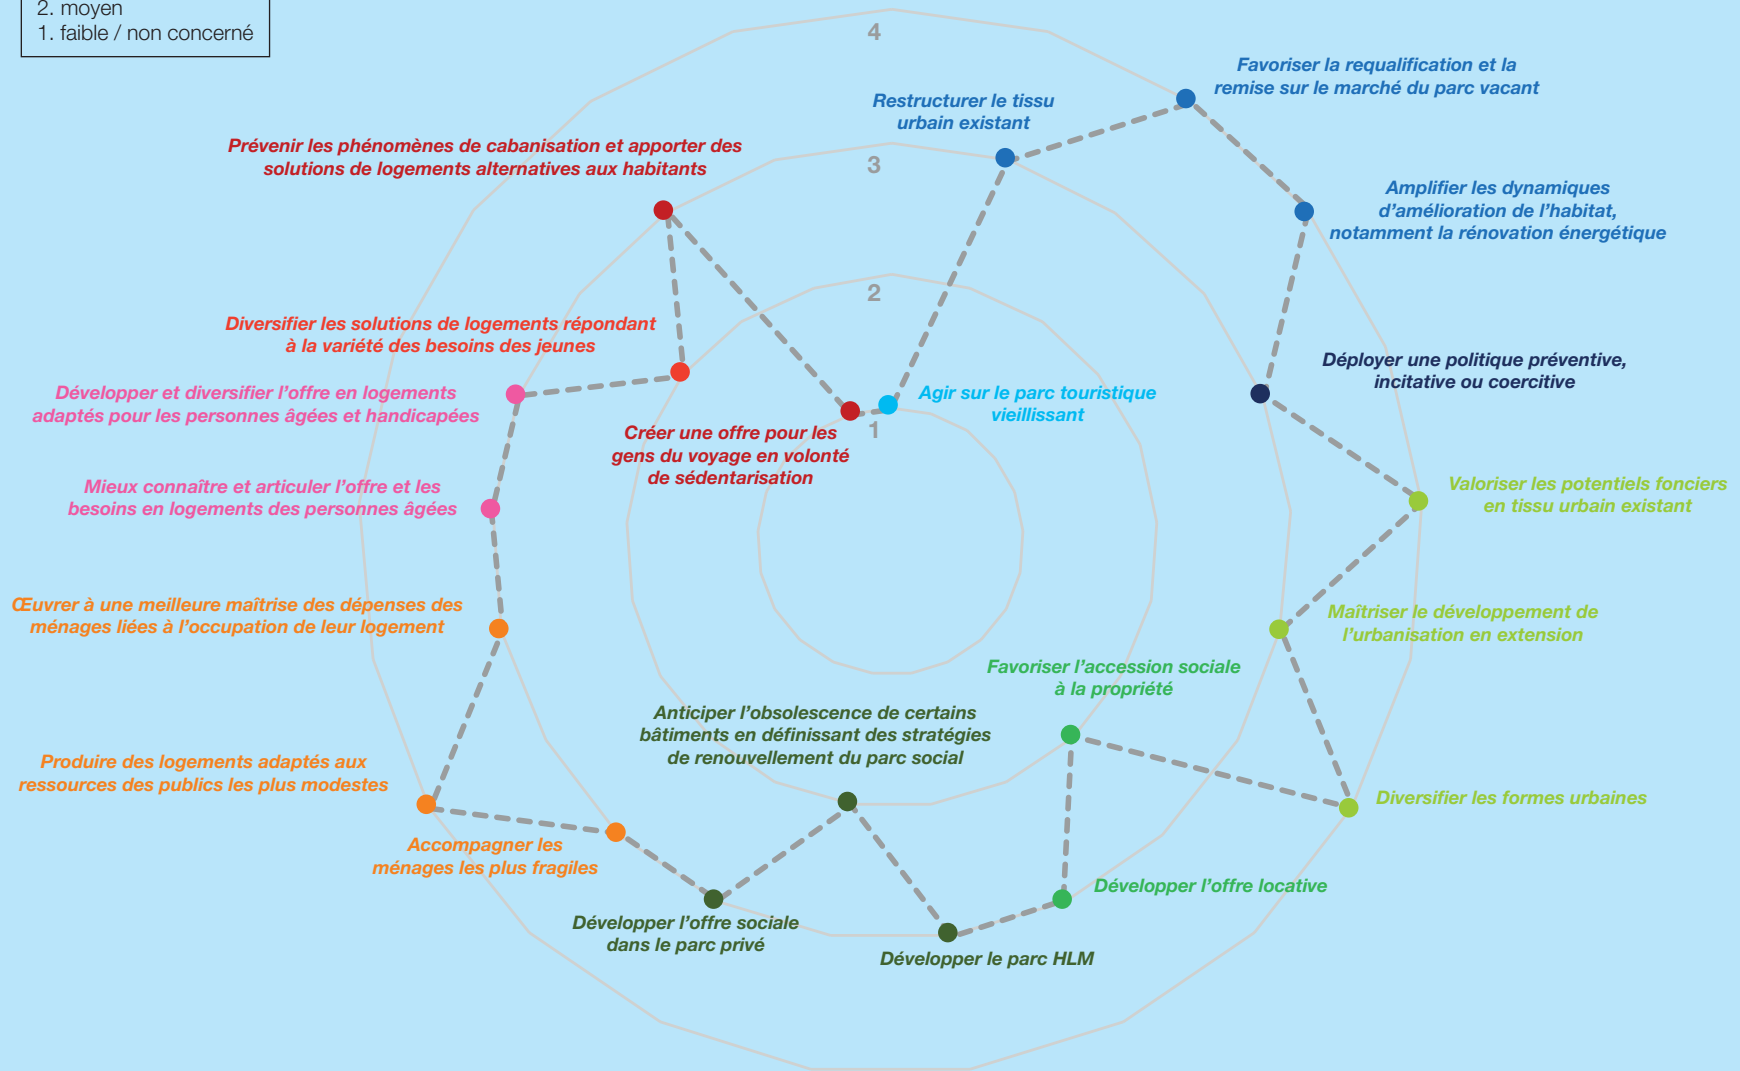 2. moyen
1. faible / non concerné
4
3
2
1
Favoriser la requalification et la
remise sur le marché du parc vacant
Restructurer le tissu
urbain existant
Prévenir les phénomènes de cabanisation et apporter des
solutions de logements alternatives aux habitants
Amplifier les dynamiques
d’amélioration de l’habitat,
notamment la rénovation énergétique
Diversifier les solutions de logements répondant
à la variété des besoins des jeunes
Déployer une politique préventive,
incitative ou coercitive
Développer et diversifier l’offre en logements
adaptés pour les personnes âgées et handicapées
Agir sur le parc touristique
vieillissant
Créer une offre pour les
gens du voyage en volonté
de sédentarisation
Mieux connaître et articuler l’offre et les
besoins en logements des personnes âgées
Valoriser les potentiels fonciers
en tissu urbain existant
Œuvrer à une meilleure maîtrise des dépenses des
ménages liées à l’occupation de leur logement
Maîtriser le développement de
l’urbanisation en extension
Favoriser l’accession sociale
à la propriété
Anticiper l’obsolescence de certains
bâtiments en définissant des stratégies
de renouvellement du parc social
Produire des logements adaptés aux
ressources des publics les plus modestes
Diversifier les formes urbaines
Accompagner les
ménages les plus fragiles
Développer l’offre locative
Développer l’offre sociale
dans le parc privé
Développer le parc HLM